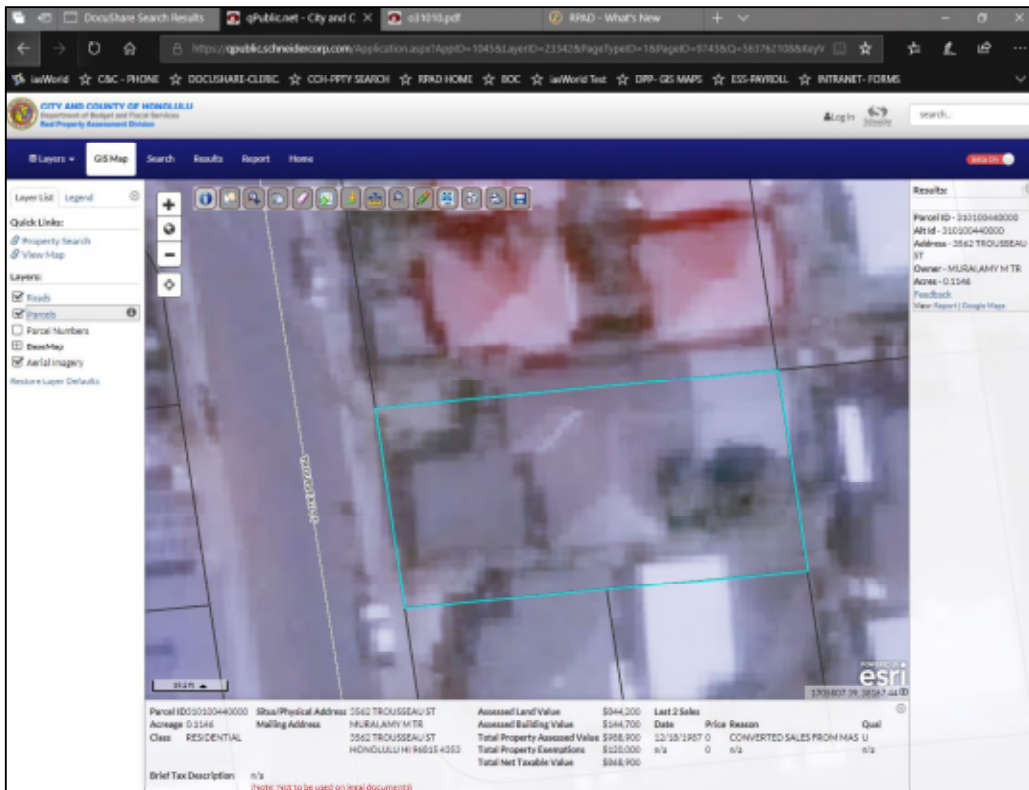 DocuShare Search Results
qPublic.net - City and C
o31010.pdf
RPAD - What's New
https://qpublic.schneidercorp.com/Application.aspx?AppID=1045&LayerID=23342&PageTypeID=1&PageID=9743&Q=563762108&KeyV
iasWorld C&C - PHONE DOCUSHARE-CLERIC CCH-PPTY SEARCH RPAD HOME BOC iasWorld Test DPP- GIS MAPS ESS-PAYROLL INTRANET- FORMS
CITY AND COUNTY OF HONOLULU
Department of Budget and Fiscal Services
Real Property Assessment Division
Log In
search...
Layers
GIS Map
Search
Results
Report
Home
Beta On
Layer List Legend
Quick Links:
Property Search
View Map
Layers:
Roads
Parcels
Parcel Numbers
BaseMap
Aerial Imagery
Restore Layer Defaults
Results:
Parcel ID - 310100440000
Alt Id - 310100440000
Address - 3562 TROUSSEAU
ST
Owner - MURALAMY M TR
Acres - 0.1146
Feedback
View: Report | Google Maps
POWERED BY
esri
Parcel ID 310100440000 Situs/Physical Address 3562 TROUSSEAU ST Assessed Land Value $844,200 Last 2 Sales
Acreage 0.1146 Mailing Address MURALAMY M TR Assessed Building Value $144,700 Date Price Reason Qual
Class RESIDENTIAL 3562 TROUSSEAU ST Total Property Assessed Value $988,900 12/18/1987 0 CONVERTED SALES FROM MAS U
HONOLULU HI 96815 4353 Total Property Exemptions $120,000 n/a 0 n/a n/a
Total Net Taxable Value $868,900
Brief Tax Description n/a
(Note: Not to be used on legal documents)